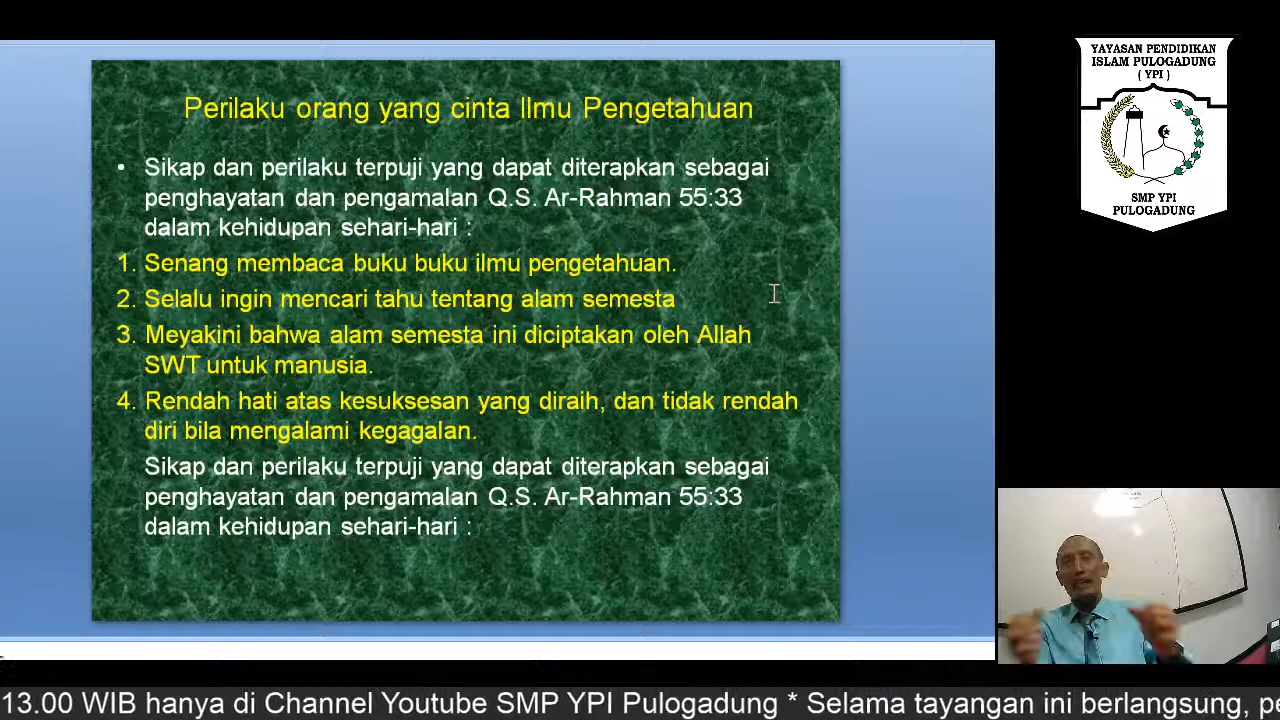 Perilaku orang yang cinta Ilmu Pengetahuan
• Sikap dan perilaku terpuji yang dapat diterapkan sebagai
penghayatan dan pengamalan Q.S. Ar-Rahman 55:33
dalam kehidupan sehari-hari :
1. Senang membaca buku buku ilmu pengetahuan.
2. Selalu ingin mencari tahu tentang alam semesta
3. Meyakini bahwa alam semesta ini diciptakan oleh Allah
SWT untuk manusia.
4. Rendah hati atas kesuksesan yang diraih, dan tidak rendah
diri bila mengalami kegagalan.
Sikap dan perilaku terpuji yang dapat diterapkan sebagai
penghayatan dan pengamalan Q.S. Ar-Rahman 55:33
dalam kehidupan sehari-hari :
YAYASAN PENDIDIKAN
ISLAM PULOGADUNG
( YPI )
SMP YPI
PULOGADUNG
13.00 WIB hanya di Channel Youtube SMP YPI Pulogadung * Selama tayangan ini berlangsung,